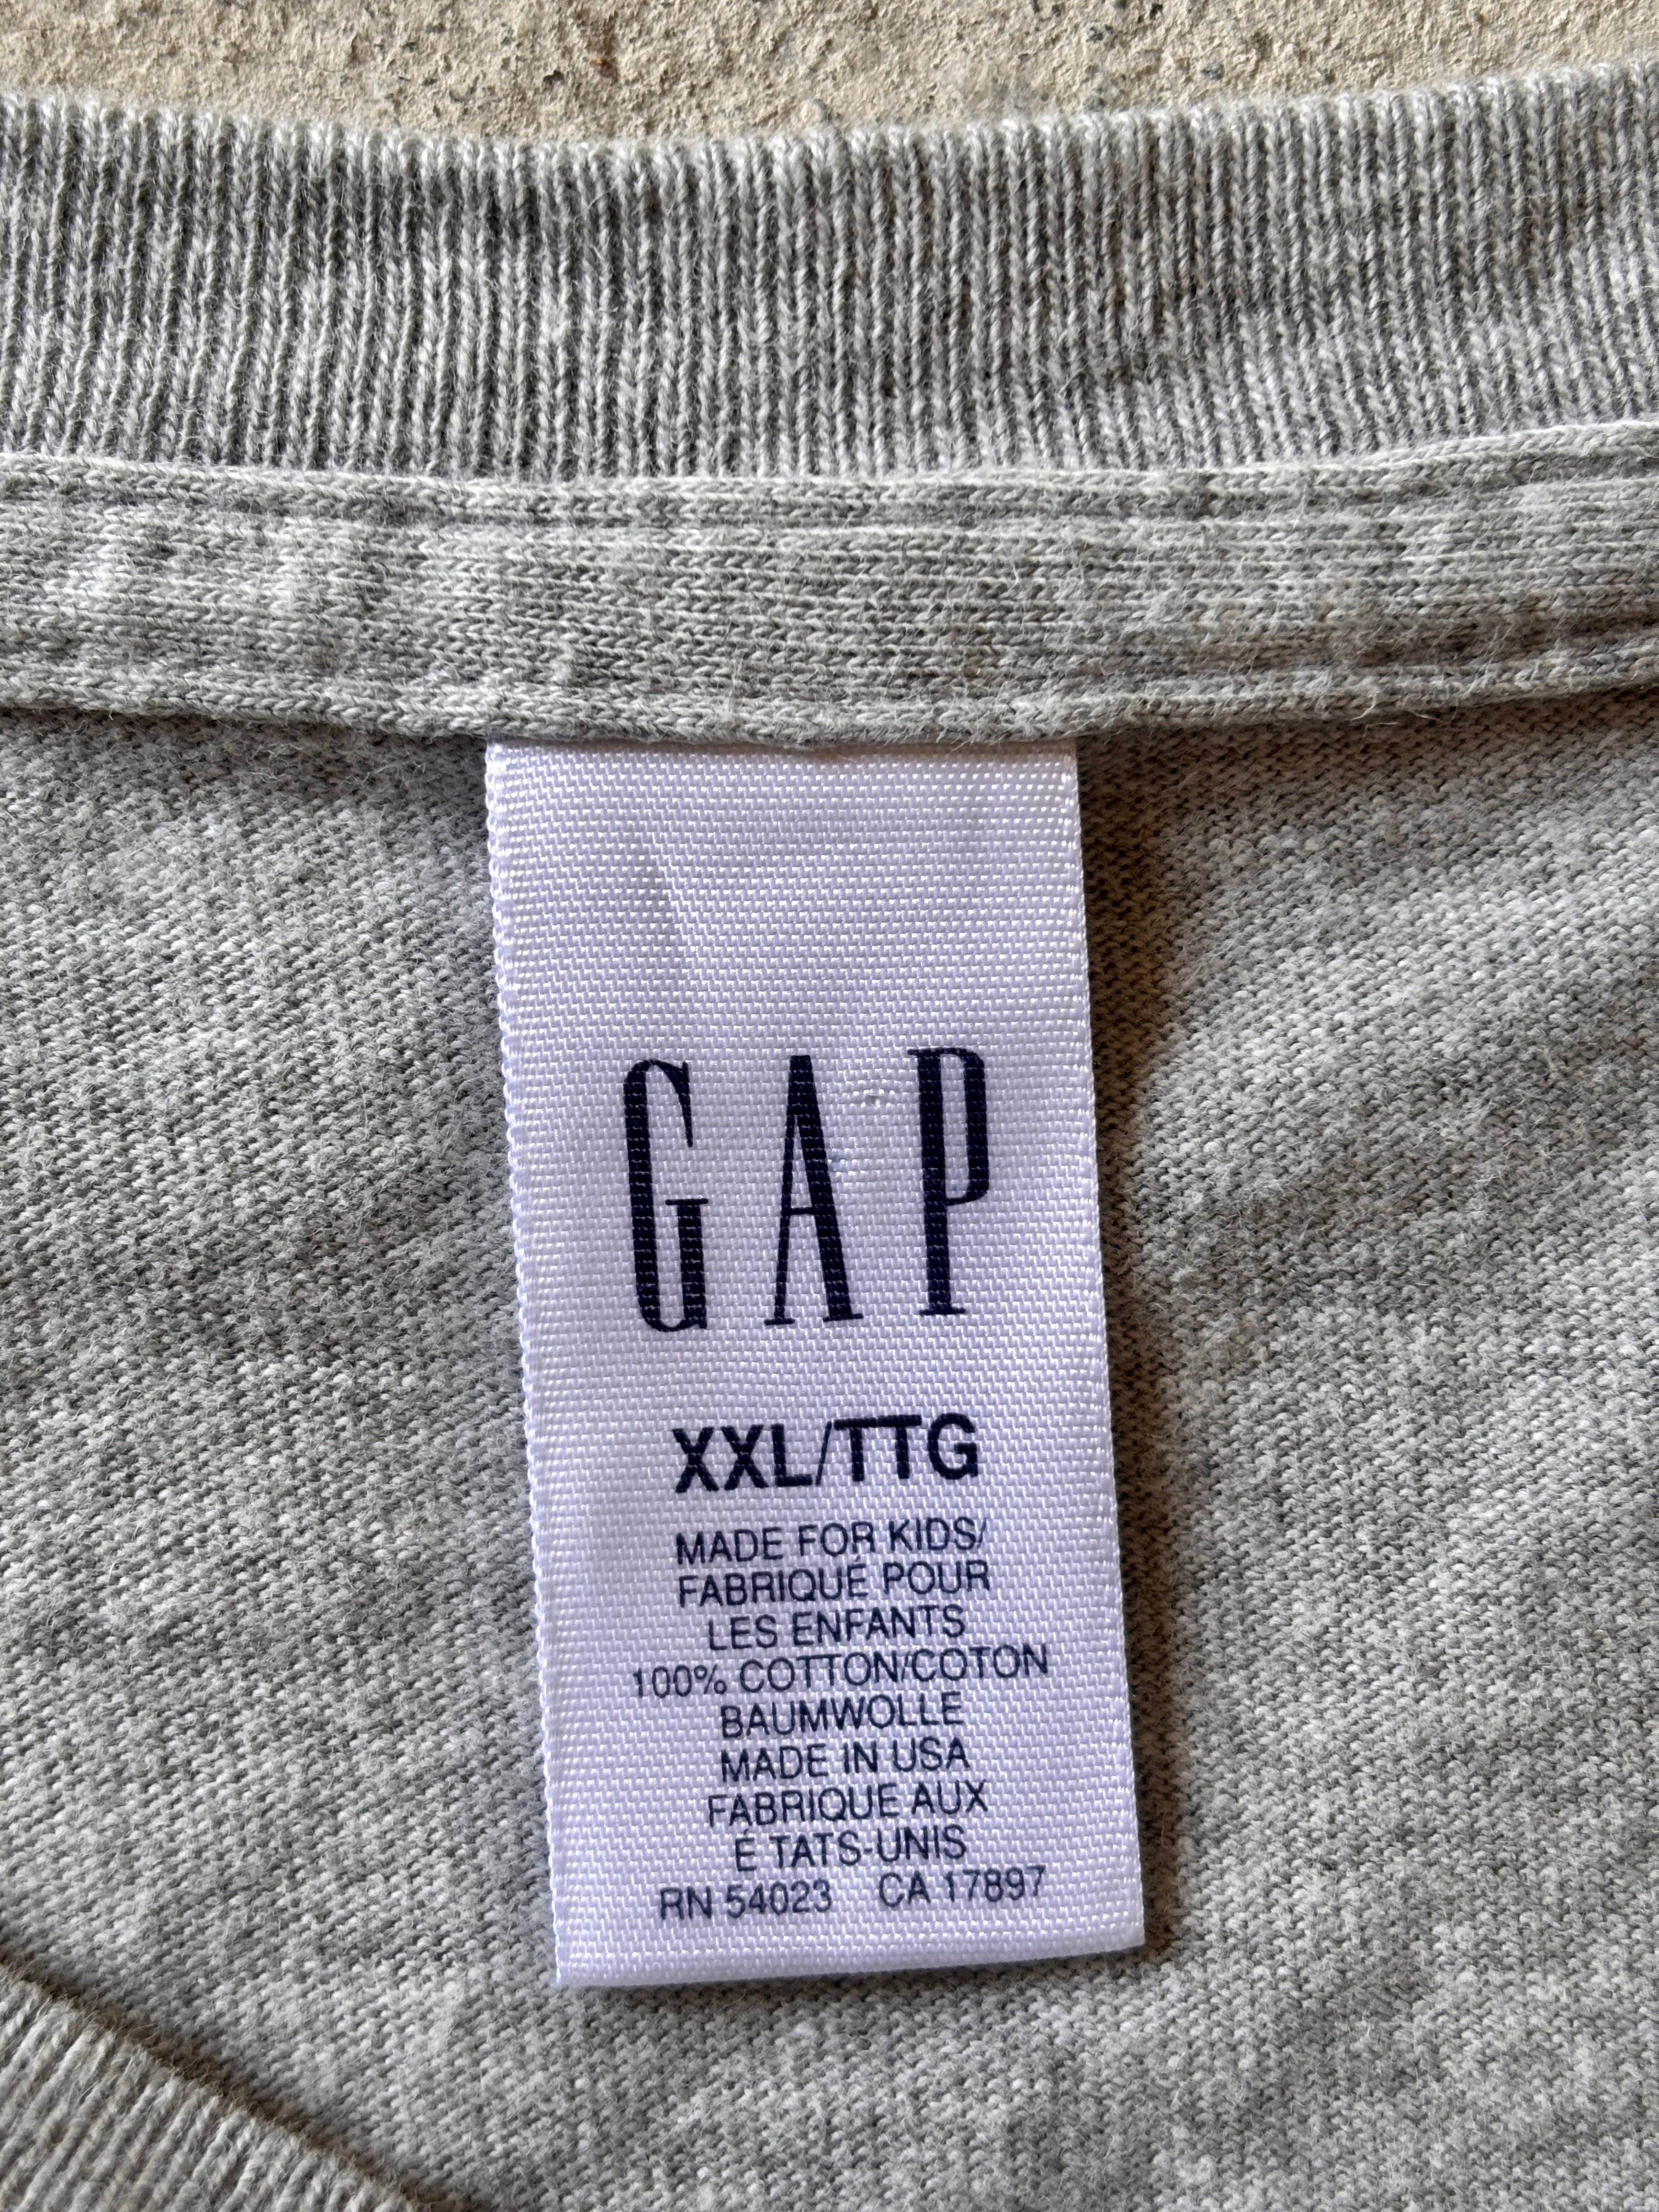 GAP
XXL/TTG
MADE FOR KIDS/
FABRIQUÉ POUR
LES ENFANTS
100% COTTON/COTON
BAUMWOLLE
MADE IN USA
FABRIQUE AUX
É TATS-UNIS
RN 54023 CA 17897